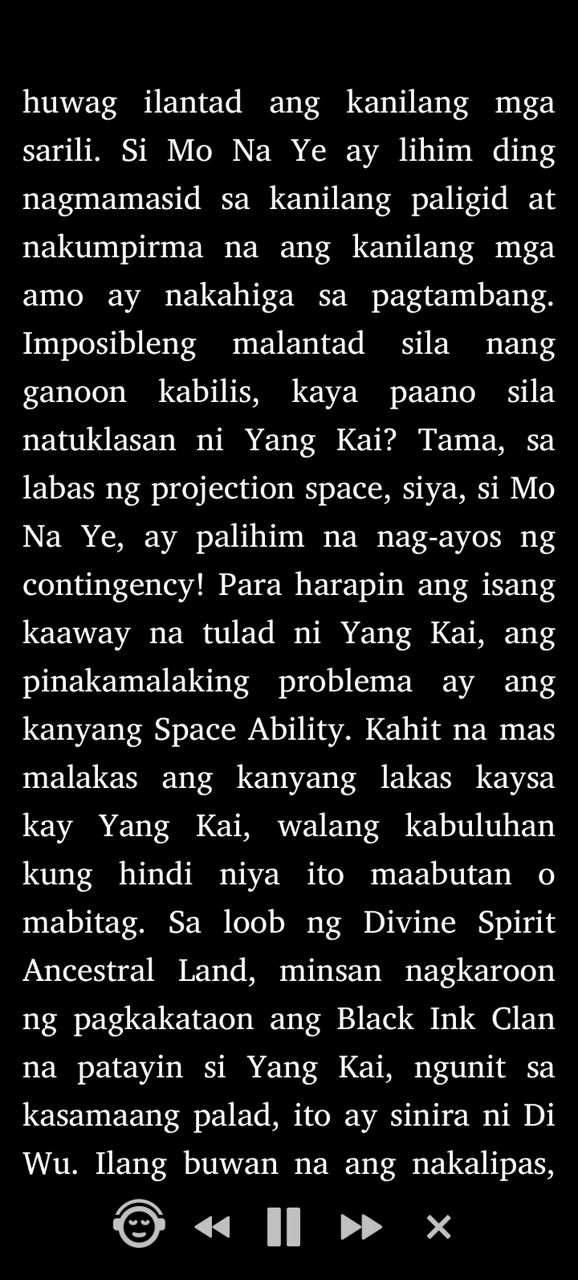 huwag ilantad ang kanilang mga
sarili. Si Mo Na Ye ay lihim ding
nagmamasid sa kanilang paligid at
nakumpirma na ang kanilang mga
amo ay nakahiga sa pagtambang.
Imposibleng malantad sila nang
ganoon kabilis, kaya paano sila
natuklasan ni Yang Kai? Tama, sa
labas ng projection space, siya, si Mo
Na Ye, ay palihim na nag-ayos ng
contingency! Para harapin ang isang
kaaway na tulad ni Yang Kai, ang
pinakamalaking problema ay ang
kanyang Space Ability. Kahit na mas
malakas ang kanyang lakas kaysa
kay Yang Kai, walang kabuluhan
kung hindi niya ito maabutan o
mabitag. Sa loob ng Divine Spirit
Ancestral Land, minsan nagkaroon
ng pagkakataon ang Black Ink Clan
na patayin si Yang Kai, ngunit sa
kasamaang palad, ito ay sinira ni Di
Wu. Ilang buwan na ang nakalipas,